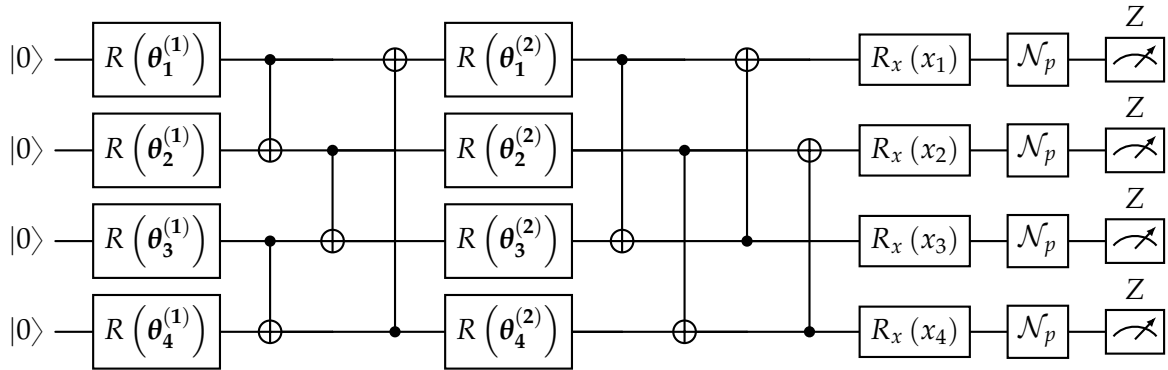 Z
|0⟩ R(θ₁⁽¹⁾) R(θ₁⁽²⁾) Rₓ(x₁) 𝒩ₚ
Z
|0⟩ R(θ₂⁽¹⁾) R(θ₂⁽²⁾) Rₓ(x₂) 𝒩ₚ
Z
|0⟩ R(θ₃⁽¹⁾) R(θ₃⁽²⁾) Rₓ(x₃) 𝒩ₚ
Z
|0⟩ R(θ₄⁽¹⁾) R(θ₄⁽²⁾) Rₓ(x₄) 𝒩ₚ